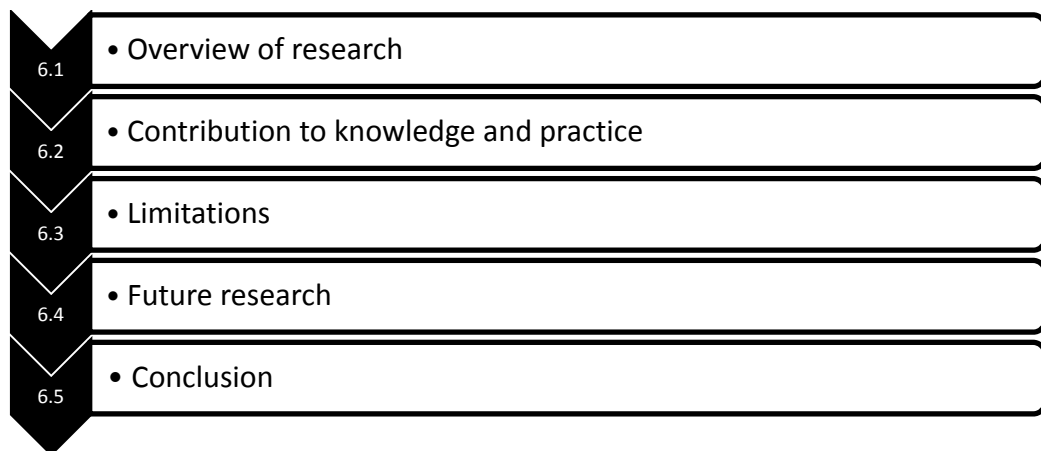 6.1
• Overview of research
6.2
• Contribution to knowledge and practice
6.3
• Limitations
6.4
• Future research
6.5
• Conclusion